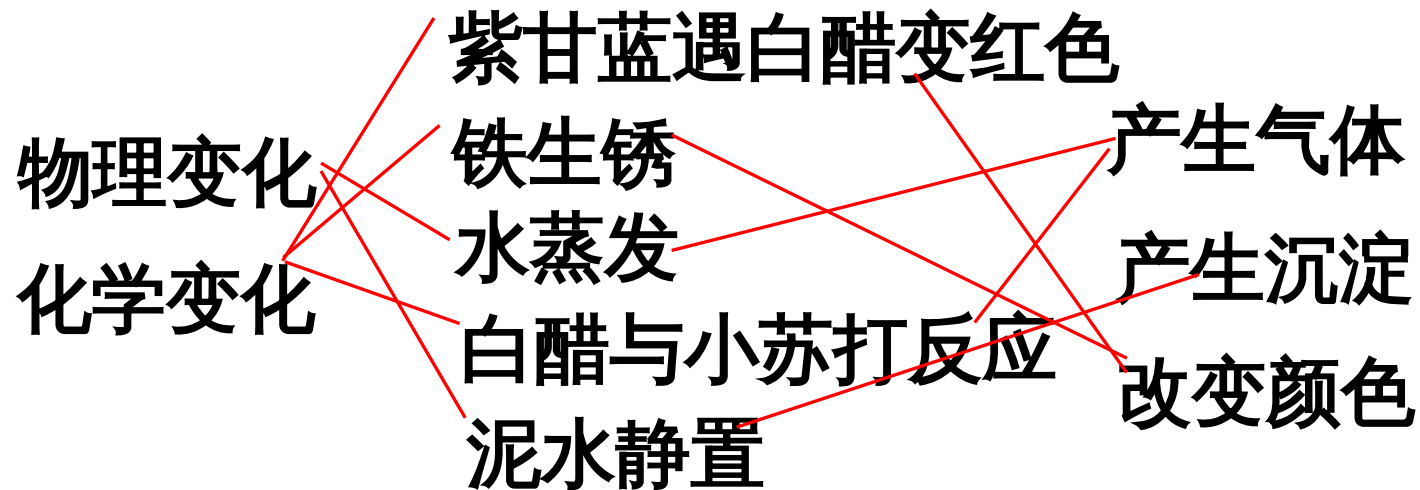 物理变化
化学变化
紫甘蓝遇白醋变红色
铁生锈
水蒸发
白醋与小苏打反应
泥水静置
产生气体
产生沉淀
改变颜色